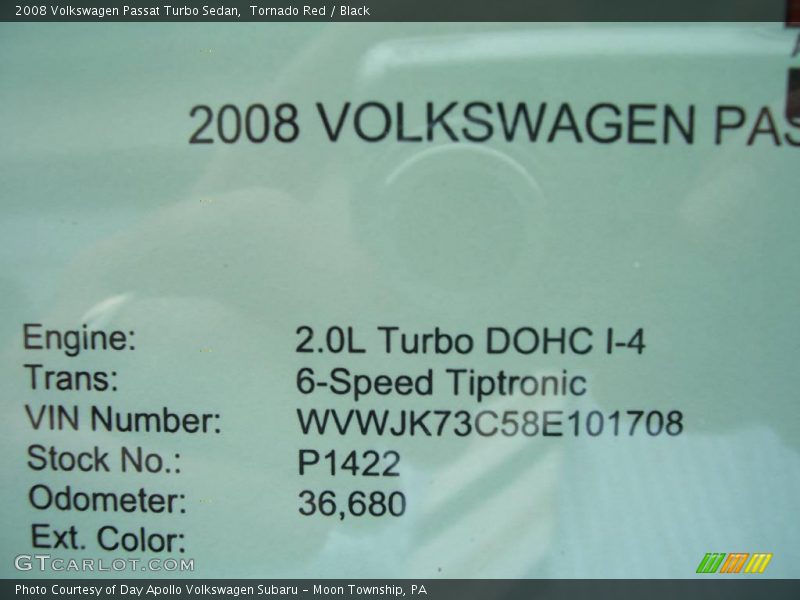 2008 Volkswagen Passat Turbo Sedan,  Tornado Red / Black
2008 VOLKSWAGEN PAS
Engine: 2.0L Turbo DOHC I-4
Trans: 6-Speed Tiptronic
VIN Number: WVWJK73C58E101708
Stock No.: P1422
Odometer: 36,680
Ext. Color:
GTCARLOT.COM
Photo Courtesy of Day Apollo Volkswagen Subaru – Moon Township, PA